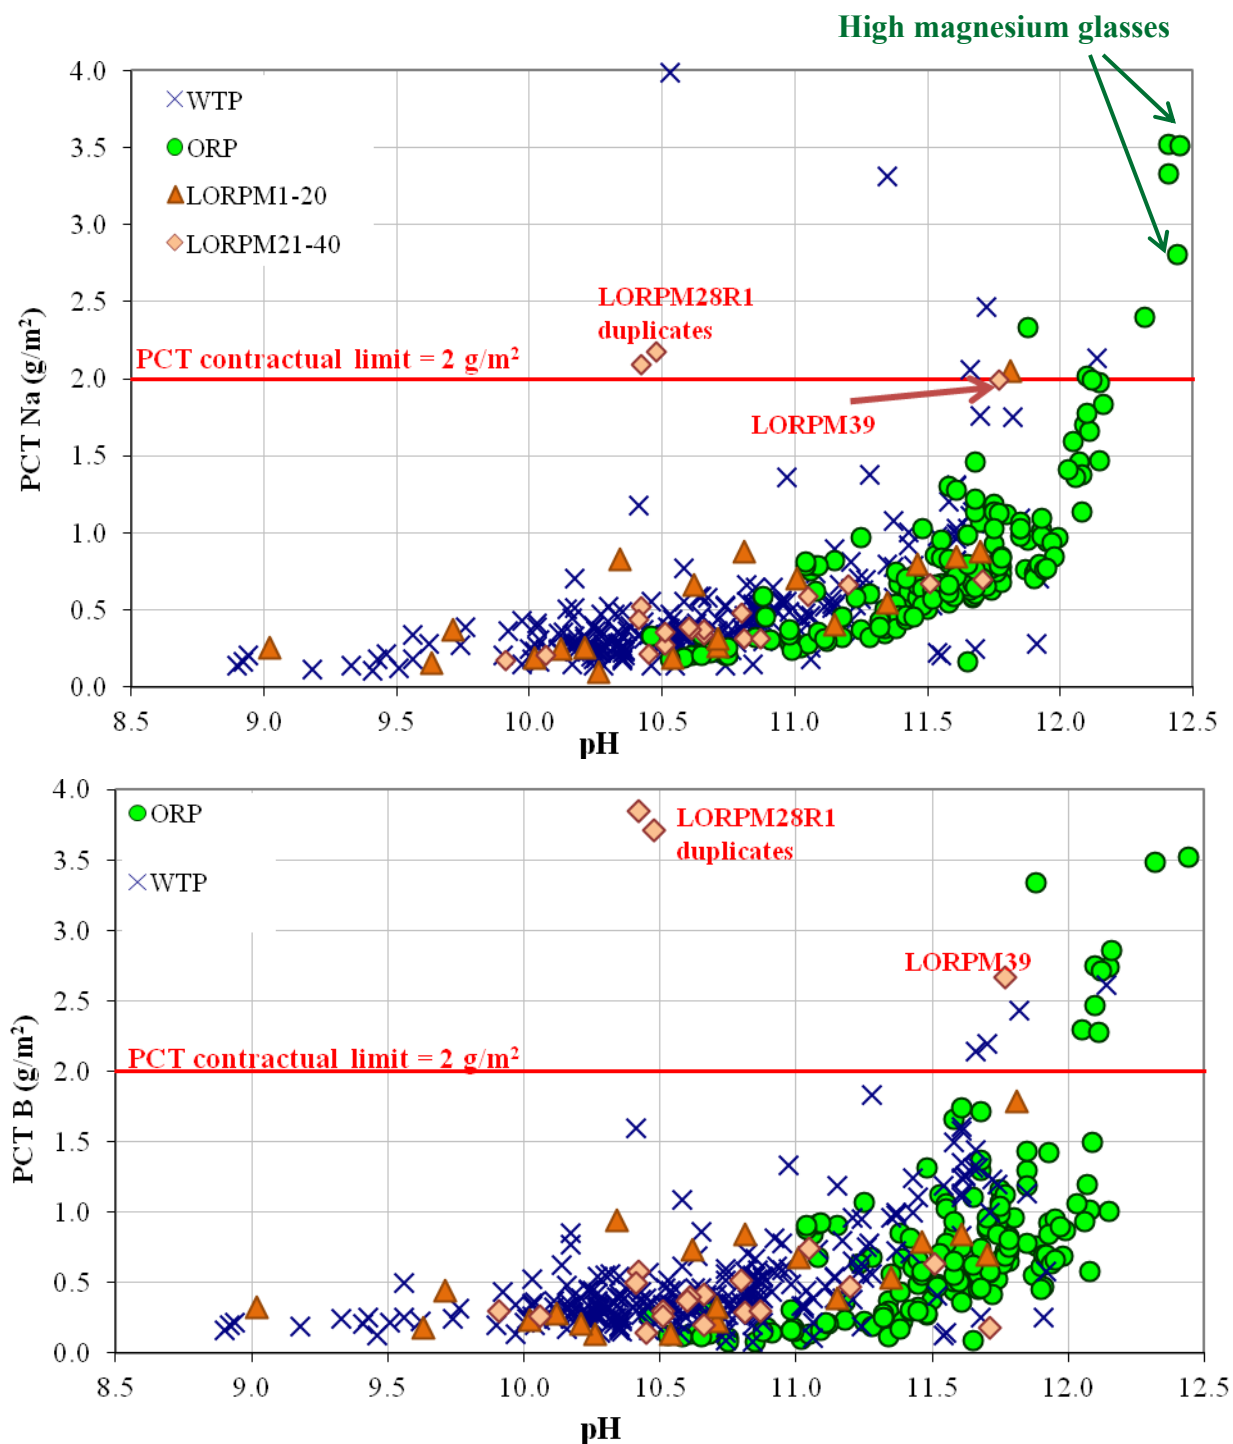 High magnesium glasses
4.0
WTP
3.5
ORP
LORPM1-20
3.0
LORPM21-40
2.5
LORPM28R1
duplicates
PCT contractual limit = 2 g/m²
2.0
LORPM39
1.5
1.0
0.5
0.0
PCT Na (g/m²)
8.5 9.0 9.5 10.0 10.5 11.0 11.5 12.0 12.5
pH
4.0
ORP
LORPM28R1
duplicates
3.5
WTP
3.0
LORPM39
2.5
PCT contractual limit = 2 g/m²
2.0
1.5
1.0
0.5
0.0
PCT B (g/m²)
8.5 9.0 9.5 10.0 10.5 11.0 11.5 12.0 12.5
pH